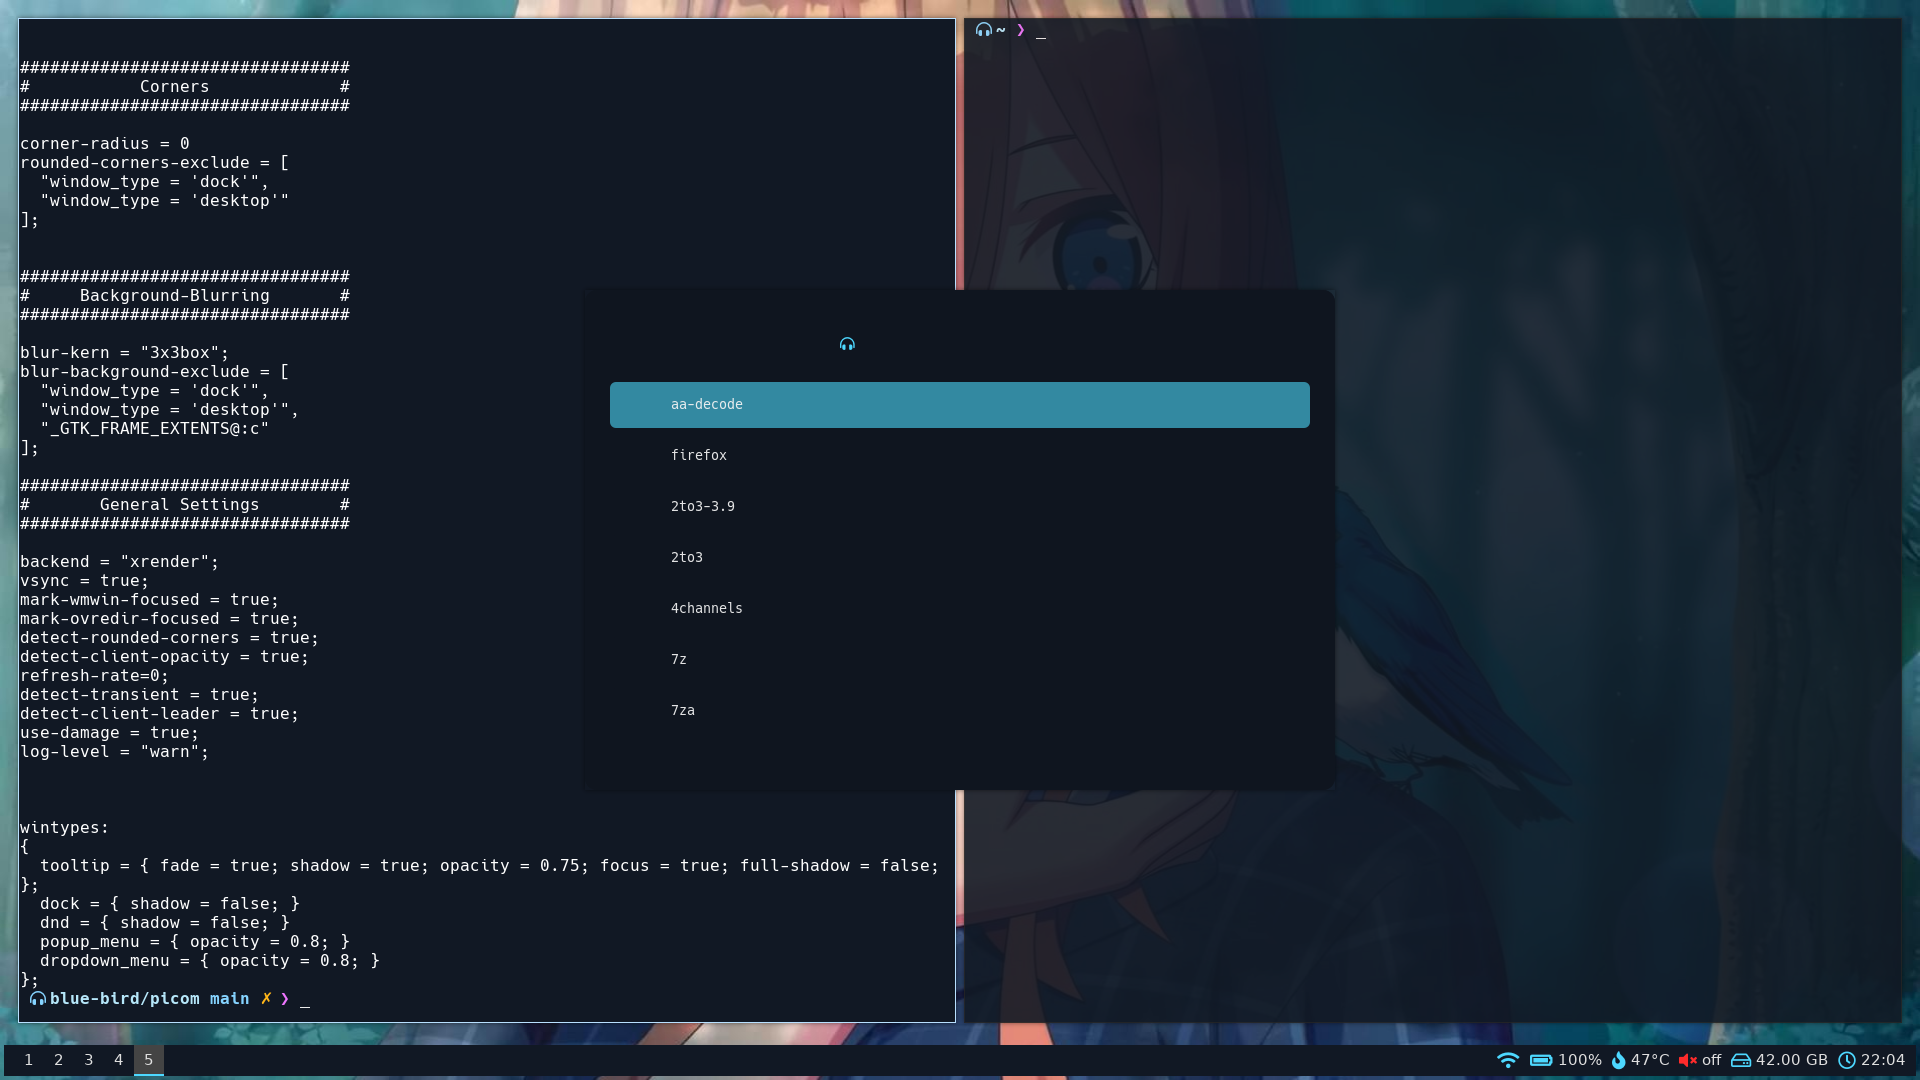 #################################
#           Corners             #
#################################
corner-radius = 0
rounded-corners-exclude = [
  "window_type = 'dock'",
  "window_type = 'desktop'"
];
#################################
#     Background-Blurring       #
#################################
blur-kern = "3x3box";
blur-background-exclude = [
  "window_type = 'dock'",
  "window_type = 'desktop'",
  "_GTK_FRAME_EXTENTS@:c"
];
#################################
#       General Settings        #
#################################
backend = "xrender";
vsync = true;
mark-wmwin-focused = true;
mark-ovredir-focused = true;
detect-rounded-corners = true;
detect-client-opacity = true;
refresh-rate=0;
detect-transient = true;
detect-client-leader = true;
use-damage = true;
log-level = "warn";
wintypes:
{
  tooltip = { fade = true; shadow = true; opacity = 0.75; focus = true; full-shadow = false;
};
  dock = { shadow = false; }
  dnd = { shadow = false; }
  popup_menu = { opacity = 0.8; }
  dropdown_menu = { opacity = 0.8; }
};
blue-bird/picom main ✗ ❯ _
~ ❯ _
aa-decode
firefox
2to3-3.9
2to3
4channels
7z
7za
1 2 3 4 5
100% 47°C off 42.00 GB 22:04